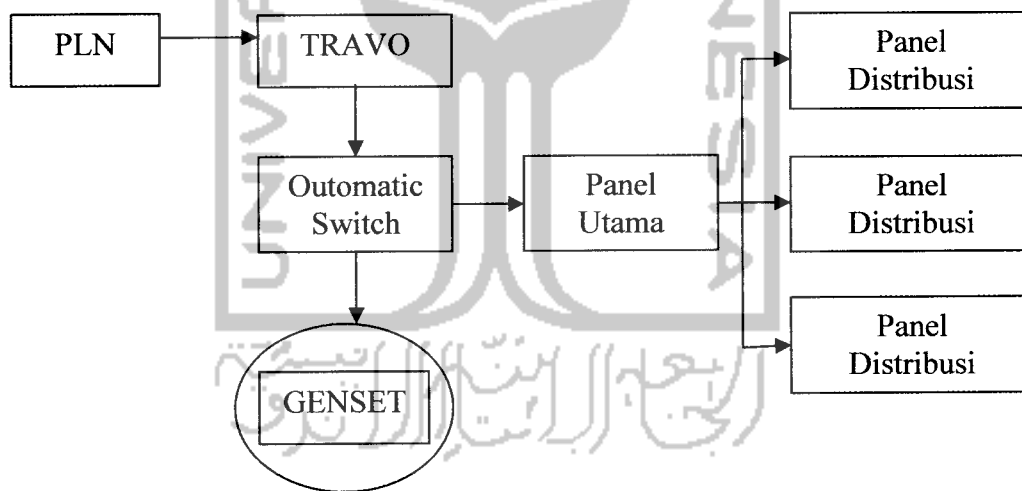 PLN
TRAVO
Panel
Distribusi
Outomatic
Switch
Panel
Utama
Panel
Distribusi
Panel
Distribusi
GENSET